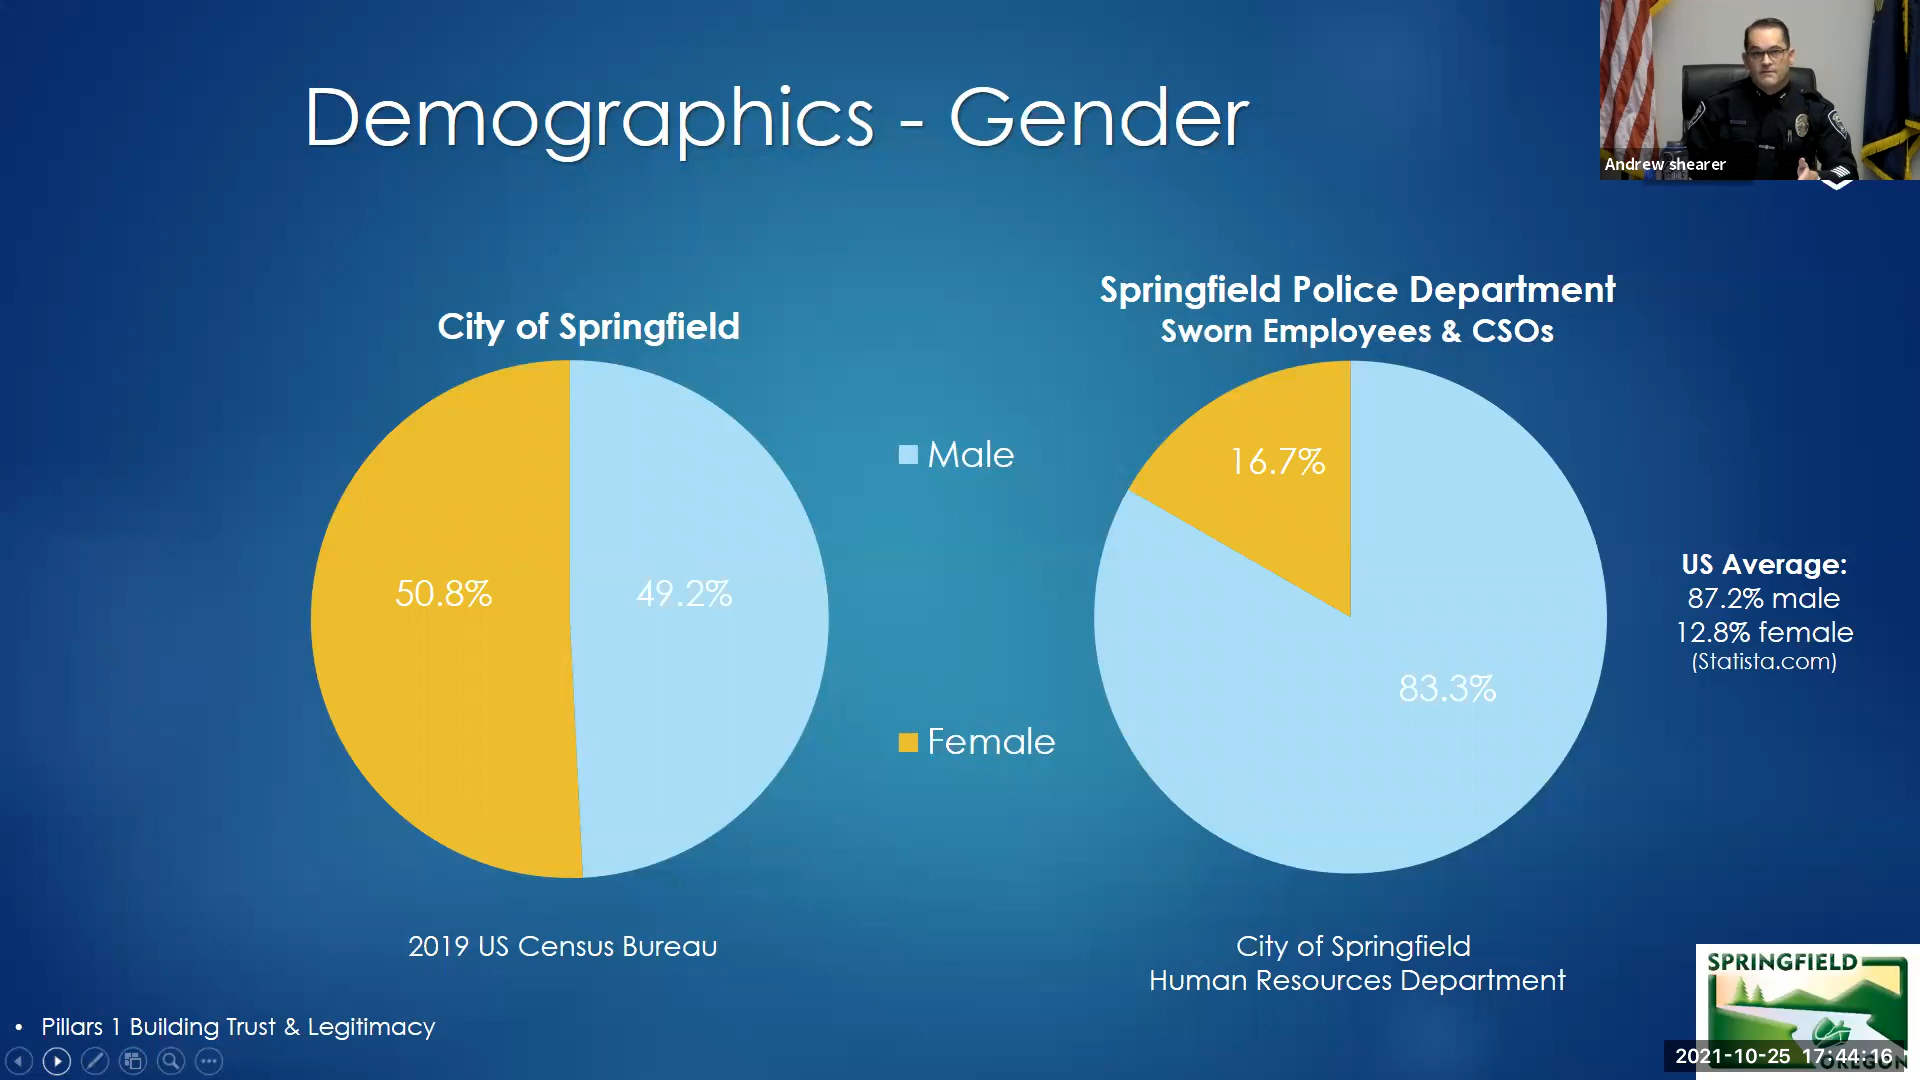 Demographics - Gender
Andrew shearer
City of Springfield
50.8%
49.2%
2019 US Census Bureau
Male
Female
Springfield Police Department
Sworn Employees & CSOs
16.7%
83.3%
City of Springfield
Human Resources Department
US Average:
87.2% male
12.8% female
(Statista.com)
• Pillars 1 Building Trust & Legitimacy
SPRINGFIELD
OREGON
2021-10-25 17:44:16